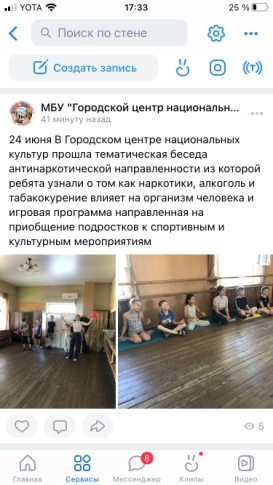 YOTA 17:33 25 %
Поиск по стене
Создать запись
МБУ "Городской центр национальн...
41 минуту назад
24 июня В Городском центре национальных
культур прошла тематическая беседа
антинаркотической направленности из которой
ребята узнали о том как наркотики, алкоголь и
табакокурение влияет на организм человека и
игровая программа направленная на
приобщение подростков к спортивным и
культурным мероприятиям
5
8
Главная Сервисы Мессенджер Клипы Видео